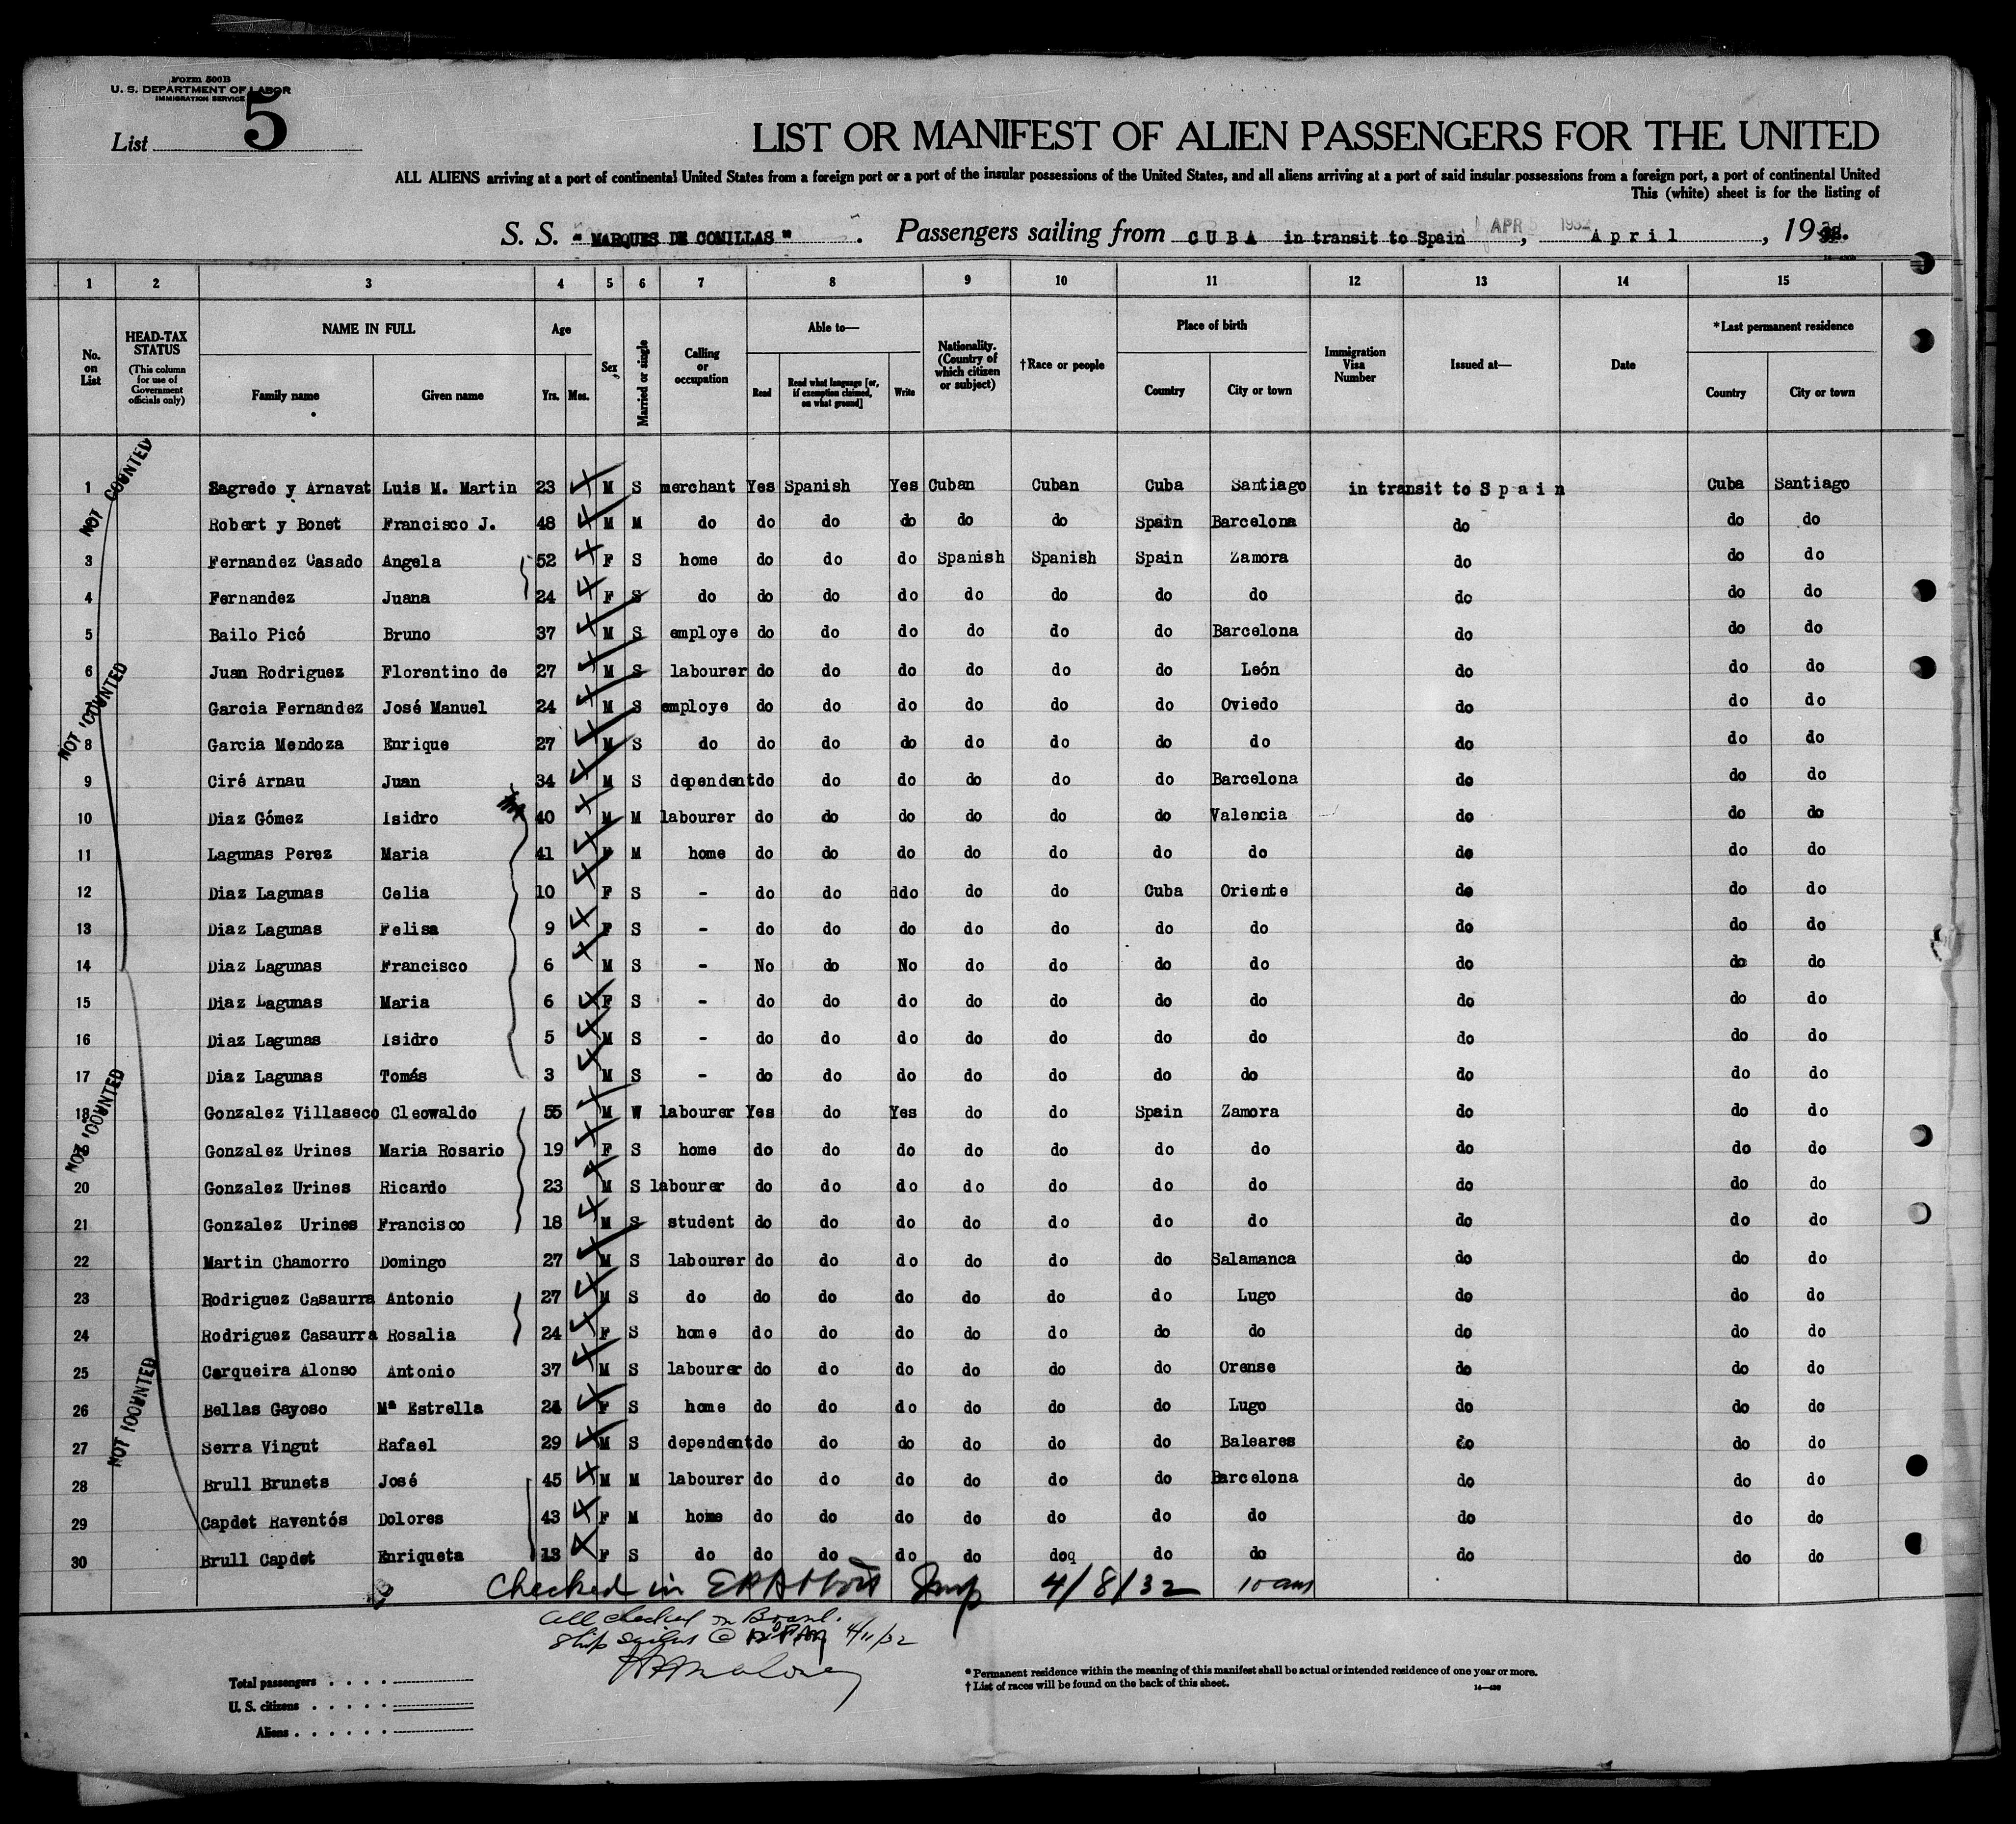 Form 500B
U. S. DEPARTMENT OF LABOR
IMMIGRATION SERVICE
List 5
LIST OR MANIFEST OF ALIEN PASSENGERS FOR THE UNITED
ALL ALIENS arriving at a port of continental United States from a foreign port or a port of the insular possessions of the United States, and all aliens arriving at a port of said insular possessions from a foreign port, a port of continental United
This (white) sheet is for the listing of
S. S. "MARQUES DE COMILLAS". Passengers sailing from CUBA in transit to Spain, April, 19
APR 5 1932
1 2 3 4 5 6 7 8 9 10 11 12 13 14 15
No. on List
HEAD-TAX STATUS
(This column for use of Government officials only)
NAME IN FULL
Family name Given name
Age
Yrs. Mos.
Sex
Married or single
Calling or occupation
Able to—
Read Read what language [or, if exemption claimed, on what ground] Write
Nationality. (Country of which citizen or subject)
†Race or people
Place of birth
Country City or town
Immigration Visa Number
Issued at—
Date
*Last permanent residence
Country City or town
NOT COUNTED
NOT COUNTED
NOT COUNTED
NOT COUNTED
1 Sagredo y Arnavat Luis M. Martin 23 M S merchant Yes Spanish Yes Cuban Cuban Cuba Santiago in transit to Spain Cuba Santiago
Robert y Bonet Francisco J. 48 M M do do do do do do Spain Barcelona do do do
3 Fernandez Casado Angela 52 F S home do do do Spanish Spanish Spain Zamora do do do
4 Fernandez Juana 24 F S do do do do do do do do do do do
5 Bailo Picó Bruno 37 M S employe do do do do do do Barcelona do do do
6 Juan Rodriguez Florentino de 27 M S labourer do do do do do do León do do do
Garcia Fernandez José Manuel 24 M S employe do do do do do do Oviedo do do do
8 Garcia Mendoza Enrique 27 M S do do do do do do do do do do do
9 Ciré Arnau Juan 34 M S dependent do do do do do do Barcelona do do do
10 Diaz Gómez Isidro 40 M M labourer do do do do do do Valencia do do do
11 Lagunas Perez Maria 41 F M home do do do do do do do do do do
12 Diaz Lagunas Celia 10 F S - do do ddo do do Cuba Oriente do do do
13 Diaz Lagunas Felisa 9 F S - do do do do do do do do do do
14 Diaz Lagunas Francisco 6 M S - No do No do do do do do do do
15 Diaz Lagunas Maria 6 F S - do do do do do do do do do do
16 Diaz Lagunas Isidro 5 M S - do do do do do do do do do do
17 Diaz Lagunas Tomás 3 M S - do do do do do do do do do do
18 Gonzalez Villaseco Cleowaldo 55 M W labourer Yes do Yes do do Spain Zamora do do do
Gonzalez Urines Maria Rosario 19 F S home do do do do do do do do do do
20 Gonzalez Urines Ricardo 23 M S labourer do do do do do do do do do do
21 Gonzalez Urines Francisco 18 M S student do do do do do do do do do do
22 Martin Chamorro Domingo 27 M S labourer do do do do do do Salamanca do do do
23 Rodriguez Casaurra Antonio 27 M S do do do do do do do Lugo do do do
24 Rodriguez Casaurra Rosalia 24 F S home do do do do do do do do do do
25 Cerqueira Alonso Antonio 37 M S labourer do do do do do do Orense do do do
26 Bellas Gayoso Mª Estrella 24 F S home do do do do do do Lugo do do do
27 Serra Vingut Rafael 29 M S dependent do do do do do do Baleares do do do
28 Brull Brunets José 45 M M labourer do do do do do do Barcelona do do do
29 Capdet Raventós Dolores 43 F M home do do do do do do do do do do
30 Brull Capdet Enriqueta 13 F S do do do do do doq do do do do do
Checked in Insp 4/8/32 10 am
All checked on Board.
Ship sailed @ 4/11/32
Total passengers
U. S. citizens
Aliens
*Permanent residence within the meaning of this manifest shall be actual or intended residence of one year or more.
†List of races will be found on the back of this sheet.